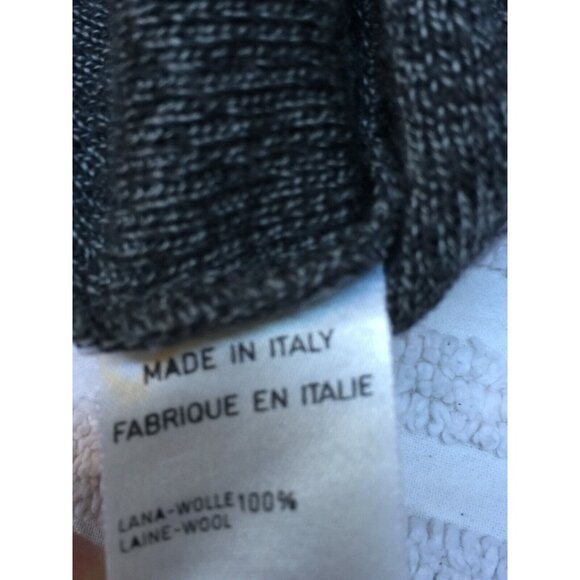 MADE IN ITALY
FABRIQUE EN ITALIE
LANA-WOLLE 100%
LAINE-WOOL